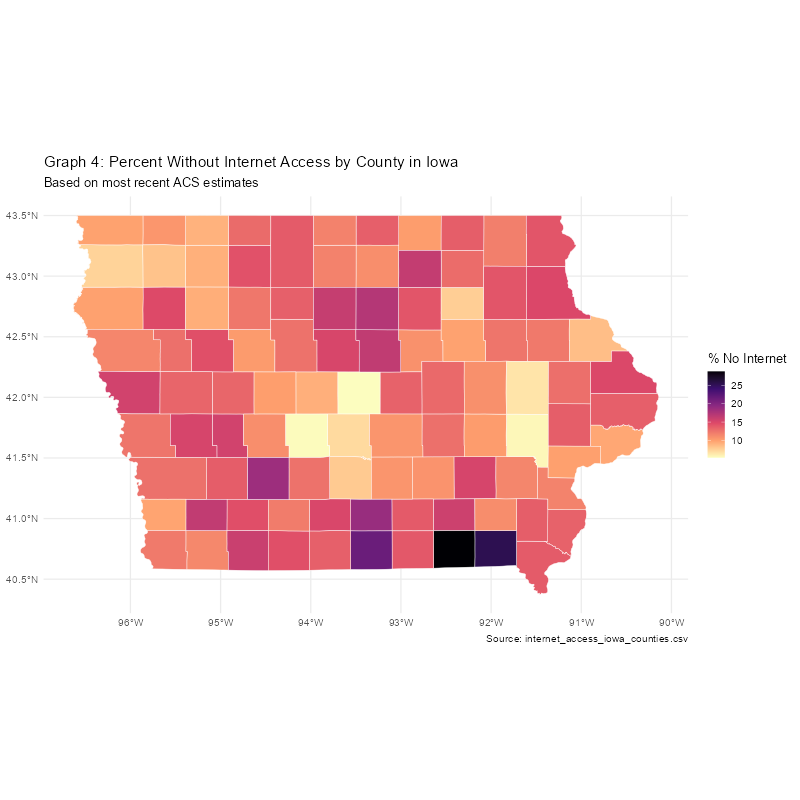 Graph 4: Percent Without Internet Access by County in Iowa
Based on most recent ACS estimates
43.5°N
43.0°N
42.5°N
42.0°N
41.5°N
41.0°N
40.5°N
96°W 95°W 94°W 93°W 92°W 91°W 90°W
% No Internet
25
20
15
10
Source: internet_access_iowa_counties.csv